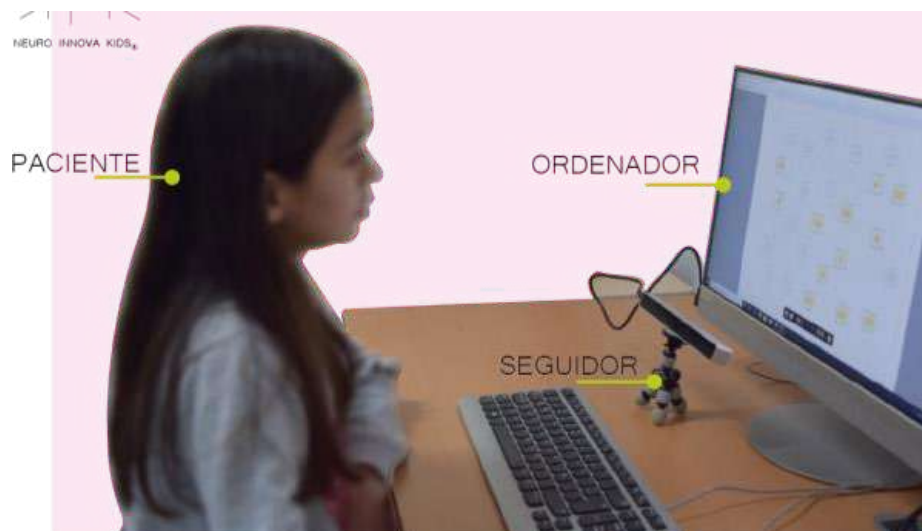 NEURO INNOVA KIDS®
PACIENTE
ORDENADOR
SEGUIDOR